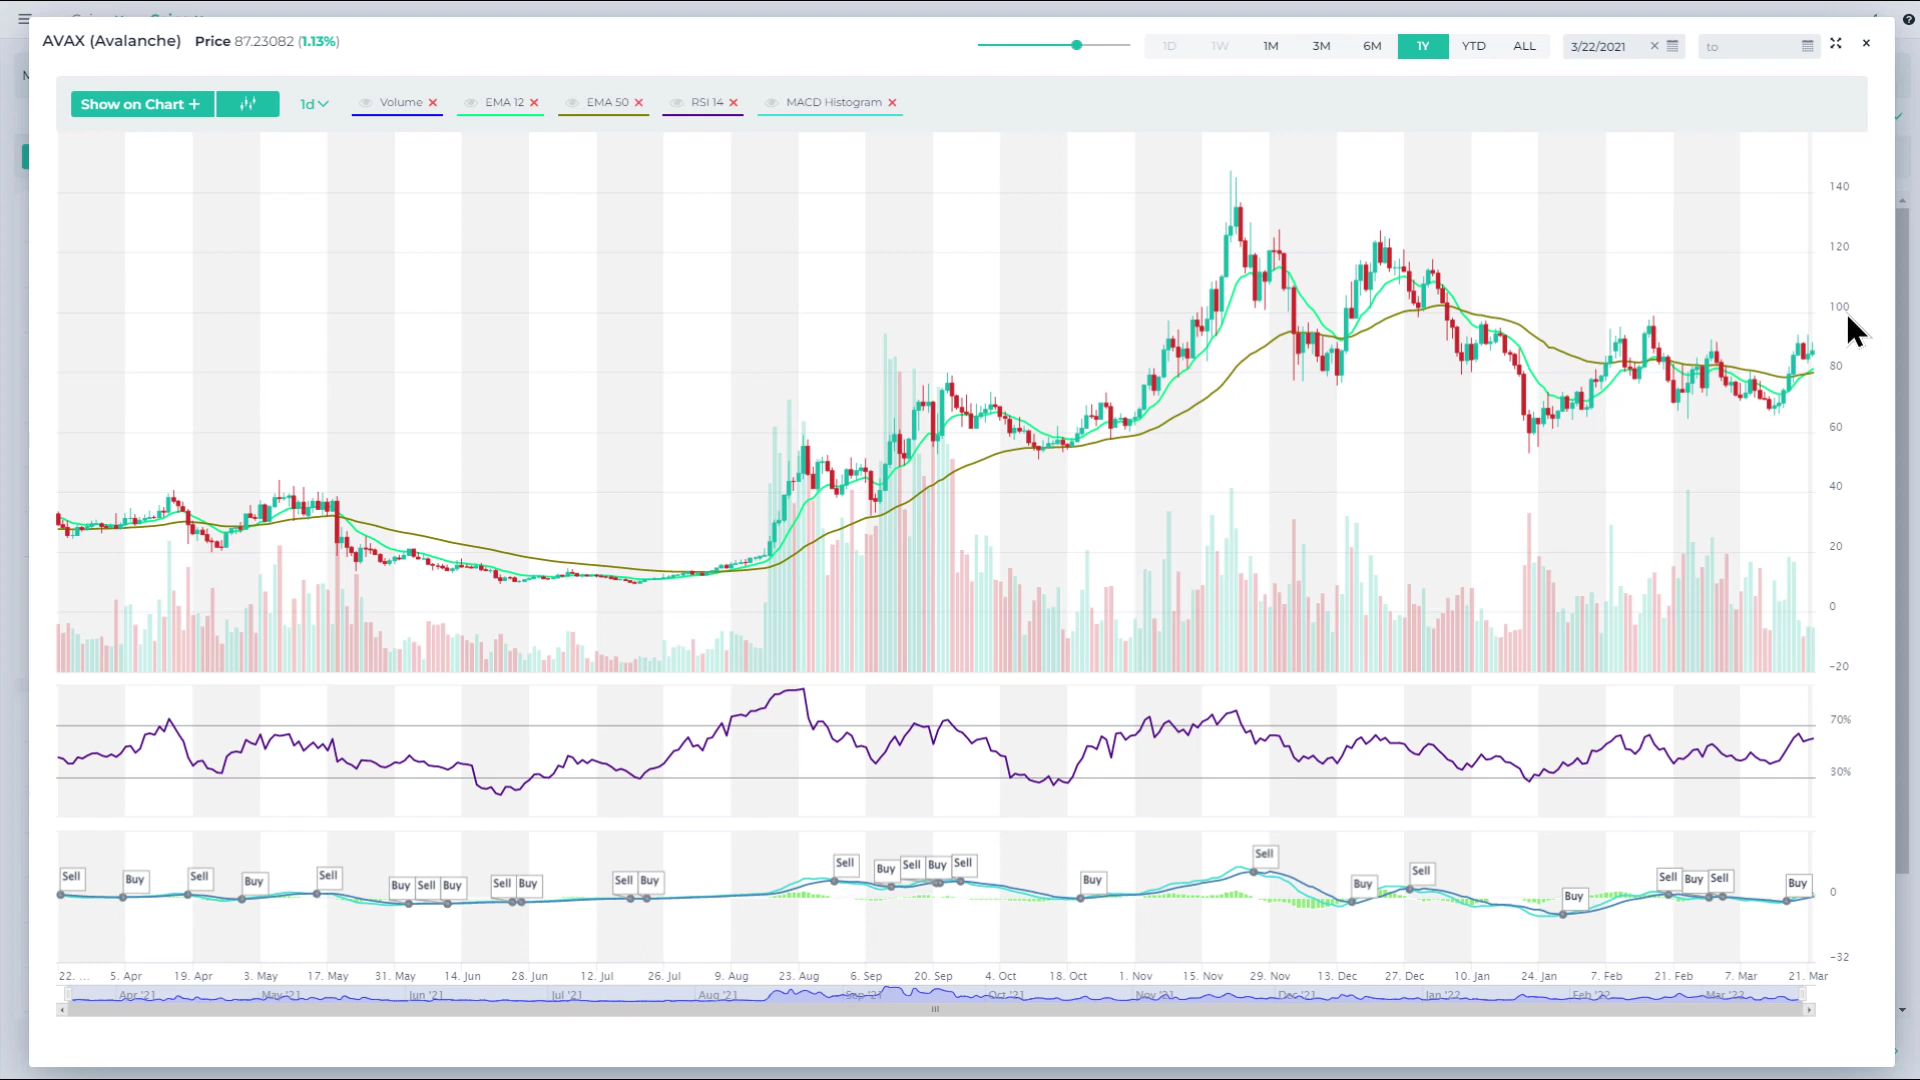 AVAX (Avalanche) Price 87.23082 (1.13%)
1D 1W 1M 3M 6M 1Y YTD ALL 3/22/2021 to
Show on Chart + 1d Volume EMA 12 EMA 50 RSI 14 MACD Histogram
140
120
100
80
60
40
20
0
-20
70%
30%
Sell Buy Sell Buy Sell Buy Sell Buy Sell Buy Sell Buy Sell Buy Sell Buy Sell Buy Sell Buy Sell Buy Sell Buy Sell Buy
0
-32
22. ... 5. Apr 19. Apr 3. May 17. May 31. May 14. Jun 28. Jun 12. Jul 26. Jul 9. Aug 23. Aug 6. Sep 20. Sep 4. Oct 18. Oct 1. Nov 15. Nov 29. Nov 13. Dec 27. Dec 10. Jan 24. Jan 7. Feb 21. Feb 7. Mar 21. Mar
Apr '21 May '21 Jun '21 Jul '21 Aug '21 Sep '21 Oct '21 Nov '21 Dec '21 Jan '22 Feb '22 Mar '22